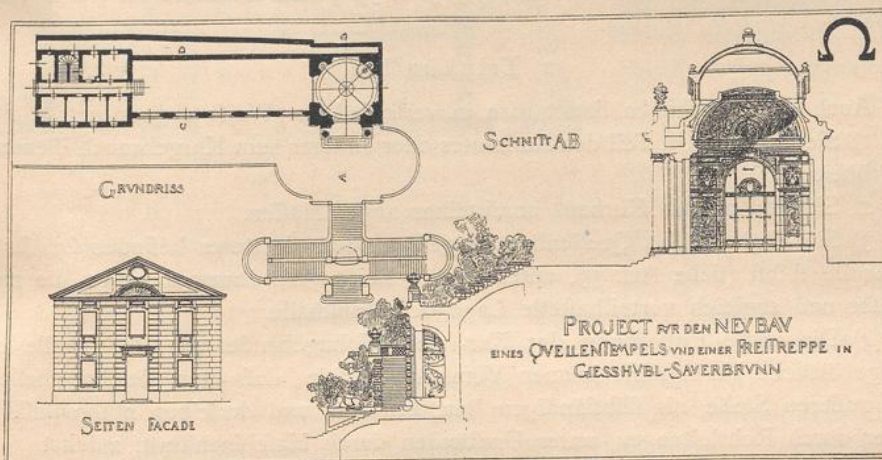 Ω
SCHNITT AB
GRVNDRISS
A
PROJECT FVR DEN NEVBAV
EINES QVELLENTEMPELS VND EINER FREITREPPE IN
GIESSHVBL-SAVERBRVNN
SEITEN FACADE